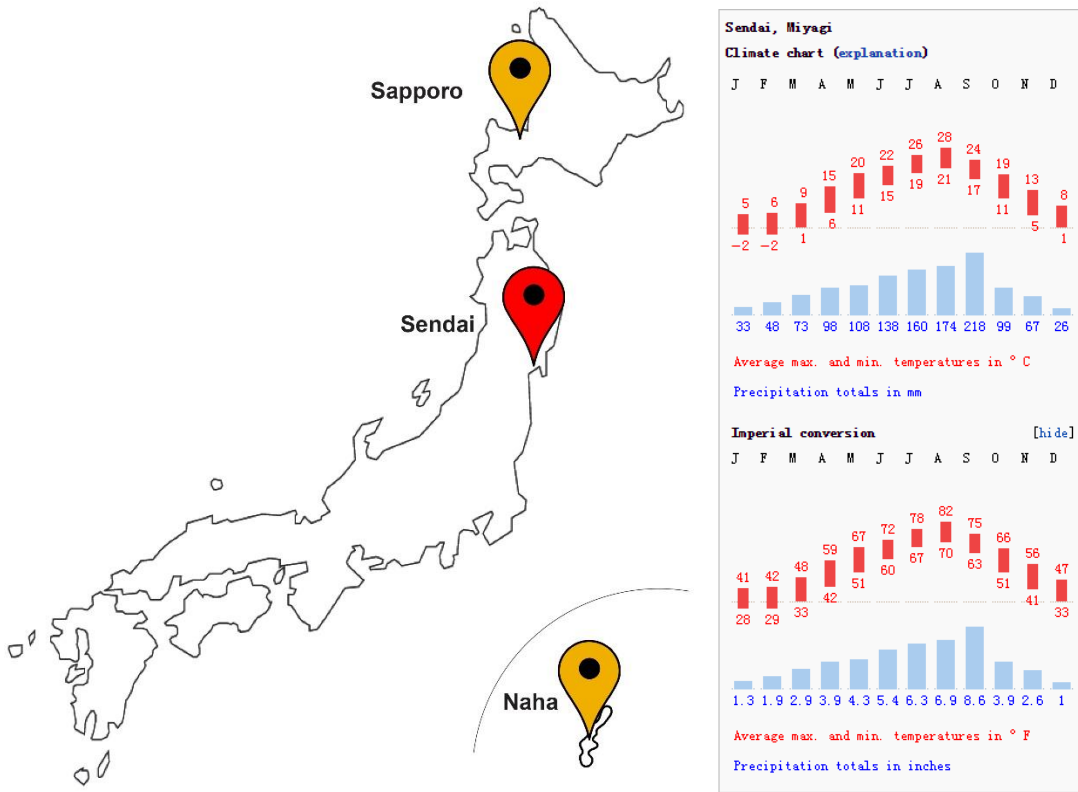 Sapporo
Sendai
Naha
Sendai, Miyagi
Climate chart (explanation)
J F M A M J J A S O N D
5 6 9 15 20 22 26 28 24 19 13 8
−2 −2 1 6 11 15 19 21 17 11 5 1
33 48 73 98 108 138 160 174 218 99 67 26
Average max. and min. temperatures in ° C
Precipitation totals in mm
Imperial conversion [hide]
J F M A M J J A S O N D
41 42 48 59 67 72 78 82 75 66 56 47
28 29 33 42 51 60 67 70 63 51 41 33
1.3 1.9 2.9 3.9 4.3 5.4 6.3 6.9 8.6 3.9 2.6 1
Average max. and min. temperatures in ° F
Precipitation totals in inches